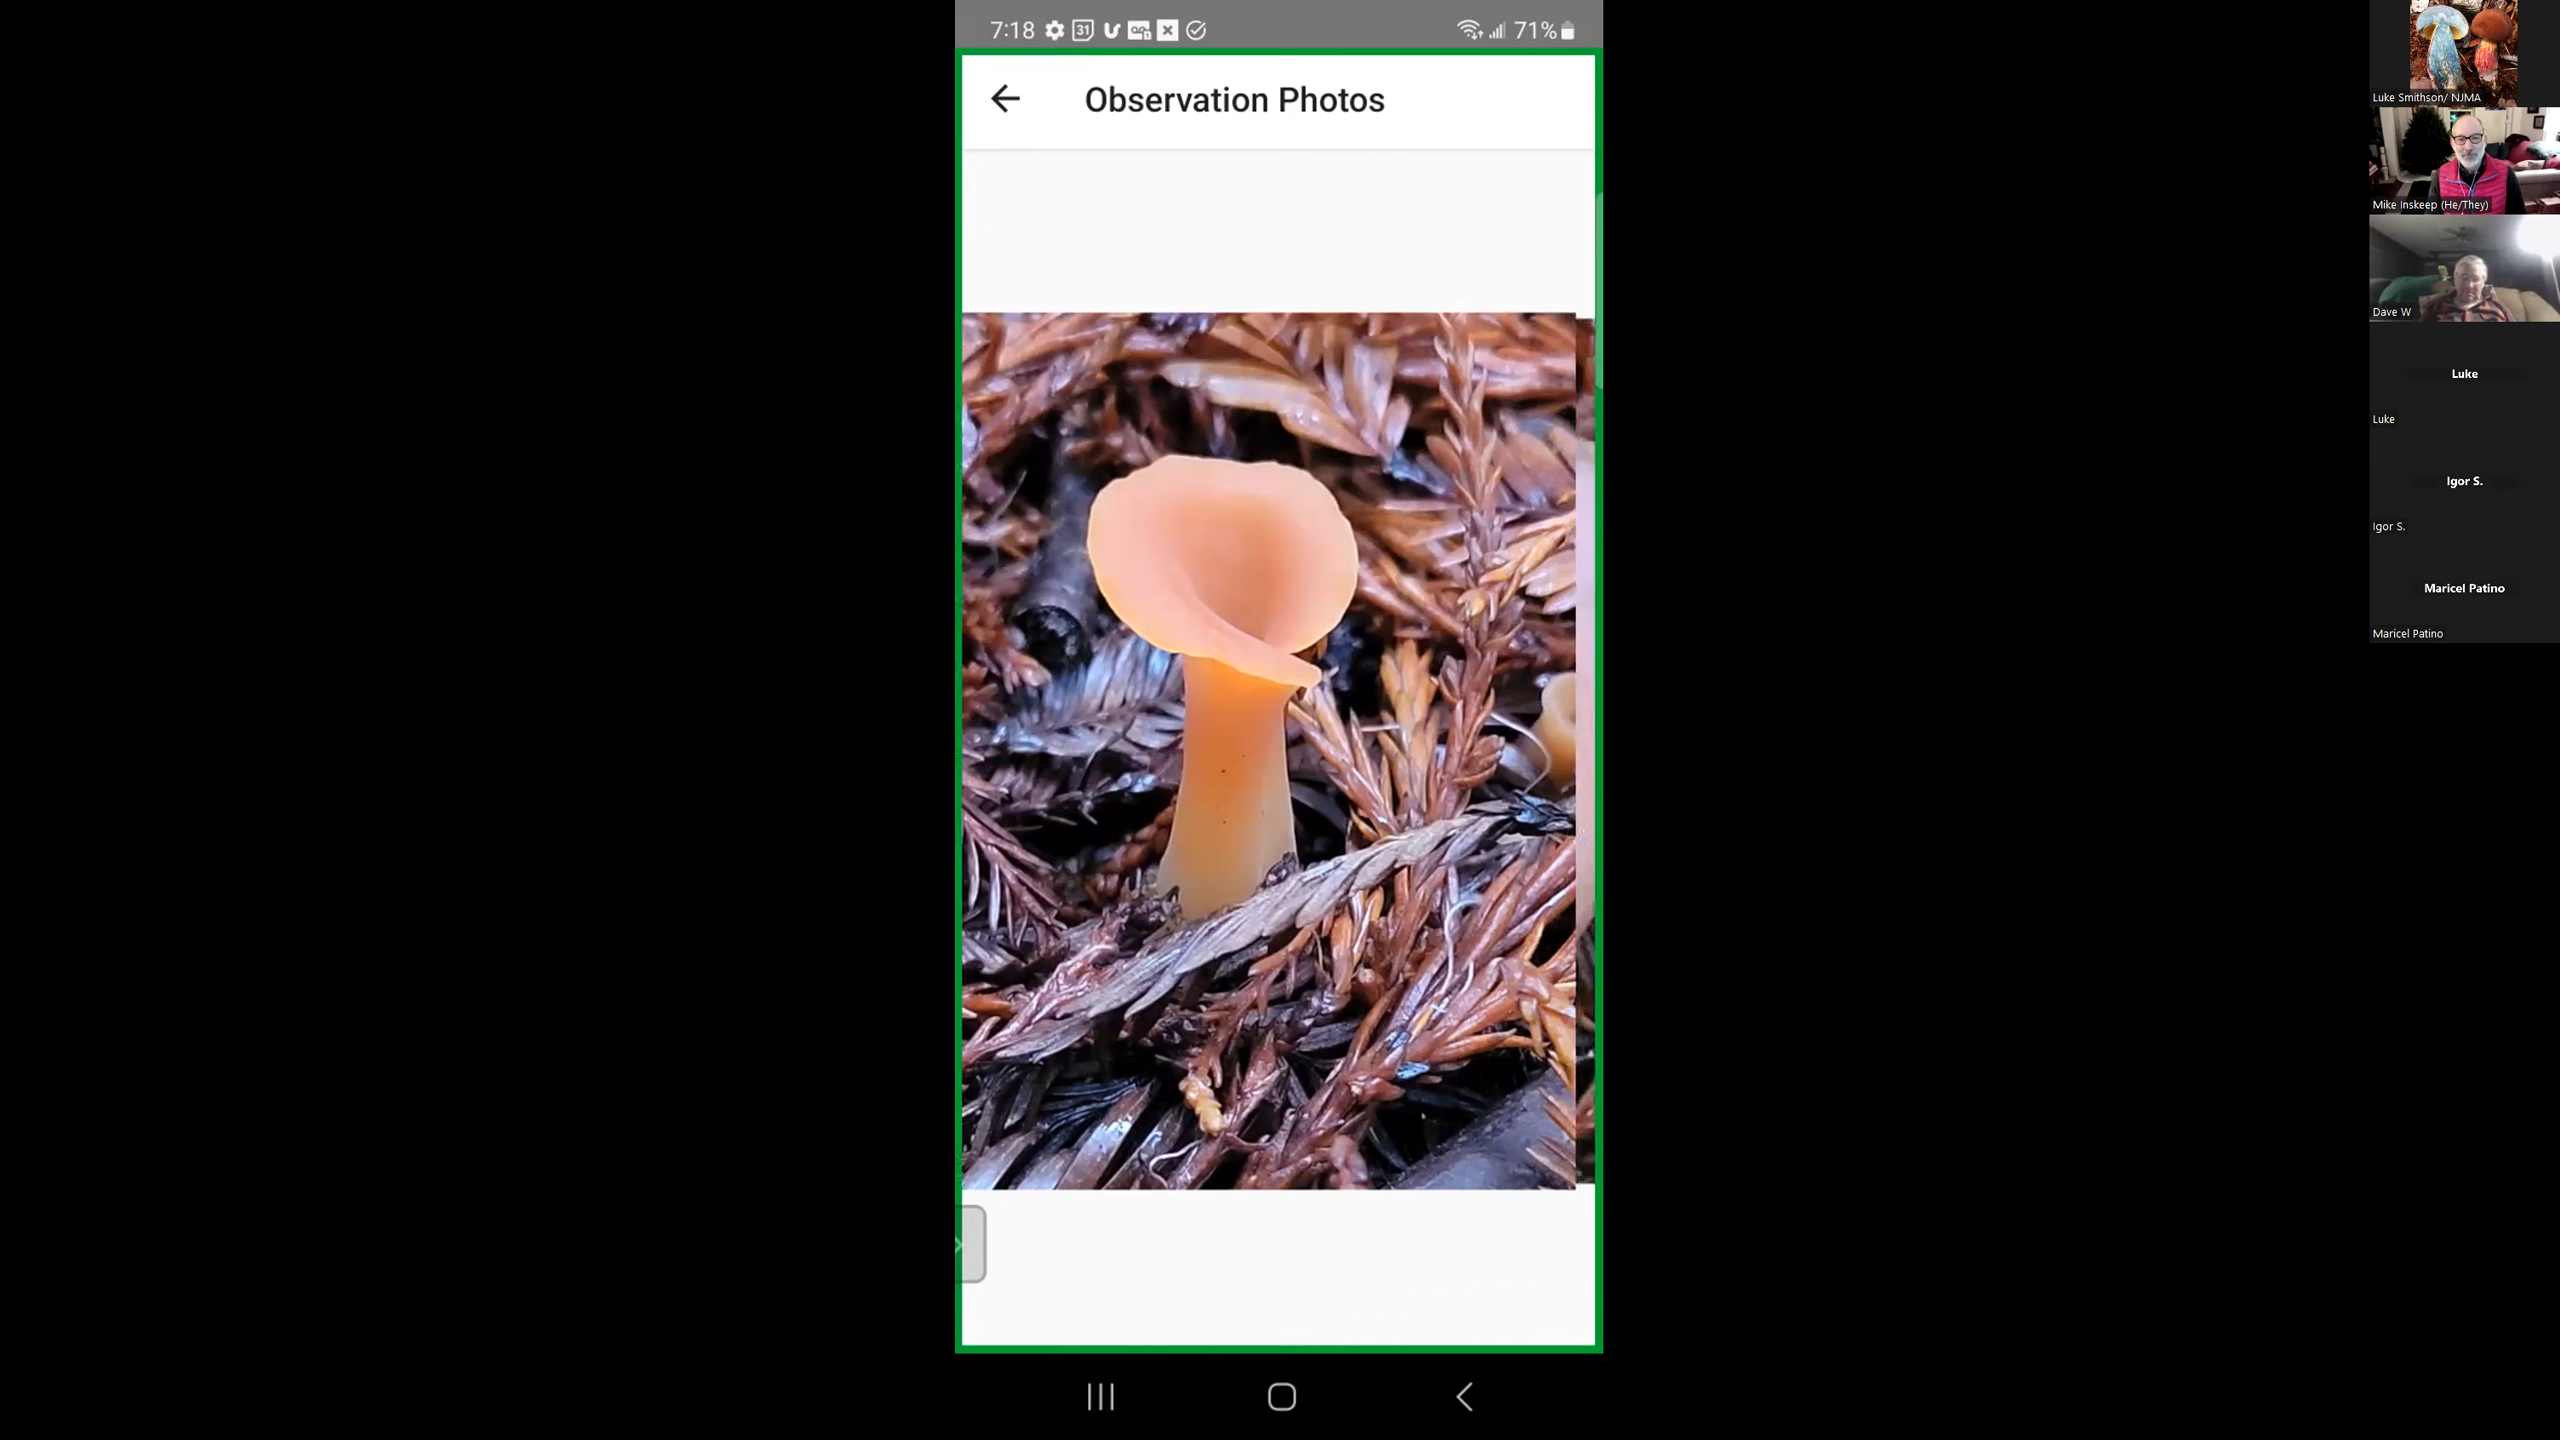 7:18 31 71%
Observation Photos
Luke Smithson/ NJMA
Mike Inskeep (He/They)
Dave W
Luke
Luke
Igor S.
Igor S.
Maricel Patino
Maricel Patino